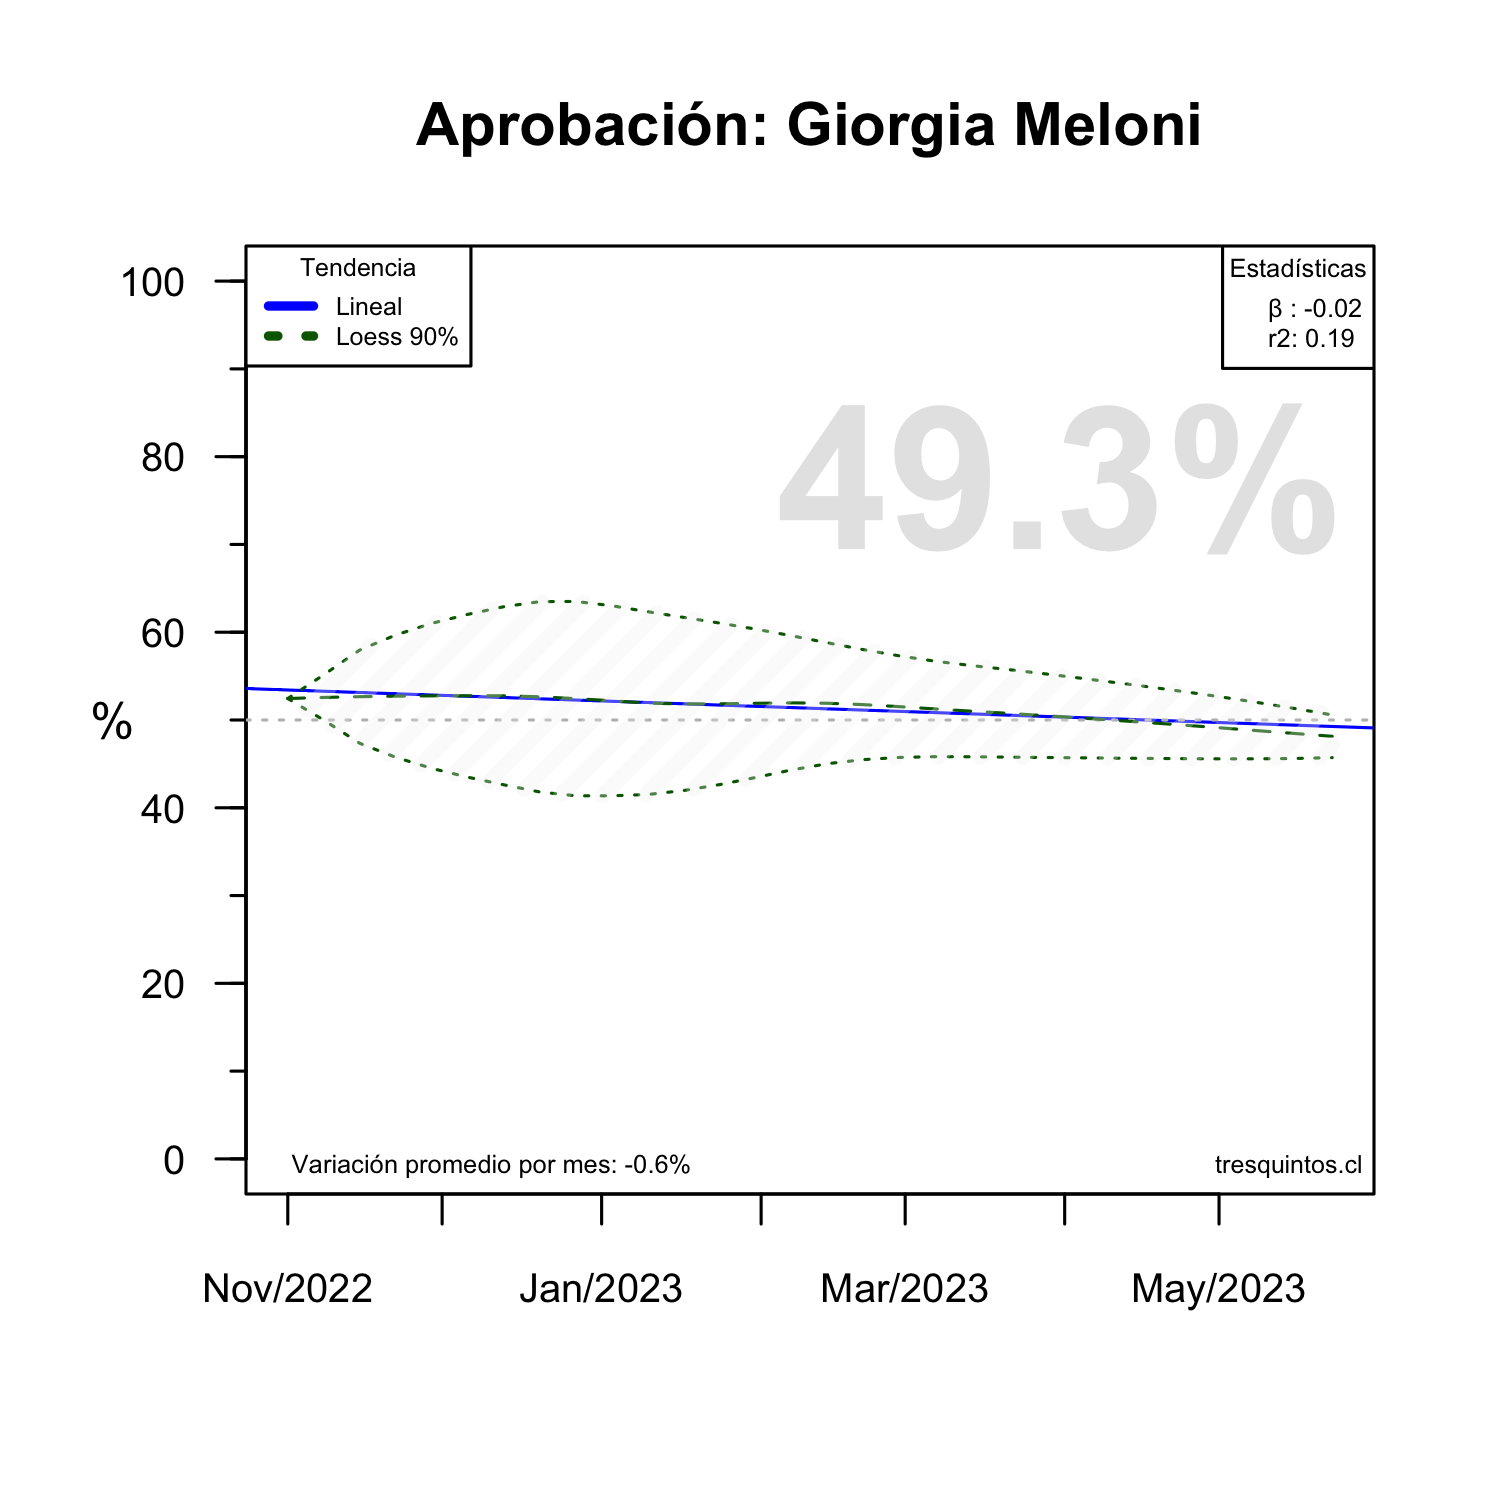 Aprobación: Giorgia Meloni
Tendencia
Lineal
Loess 90%
Estadísticas
β : -0.02
r2: 0.19
49.3%
100
80
60
%
40
20
0
Variación promedio por mes: -0.6%
tresquintos.cl
Nov/2022
Jan/2023
Mar/2023
May/2023